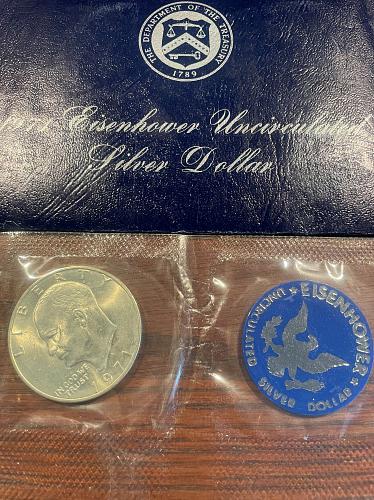 THE DEPARTMENT OF THE TREASURY
1789
1971 Eisenhower Uncirculated
Silver Dollar
LIBERTY
IN GOD WE
TRUST
1971
EISENHOWER
UNCIRCULATED
SILVER DOLLAR